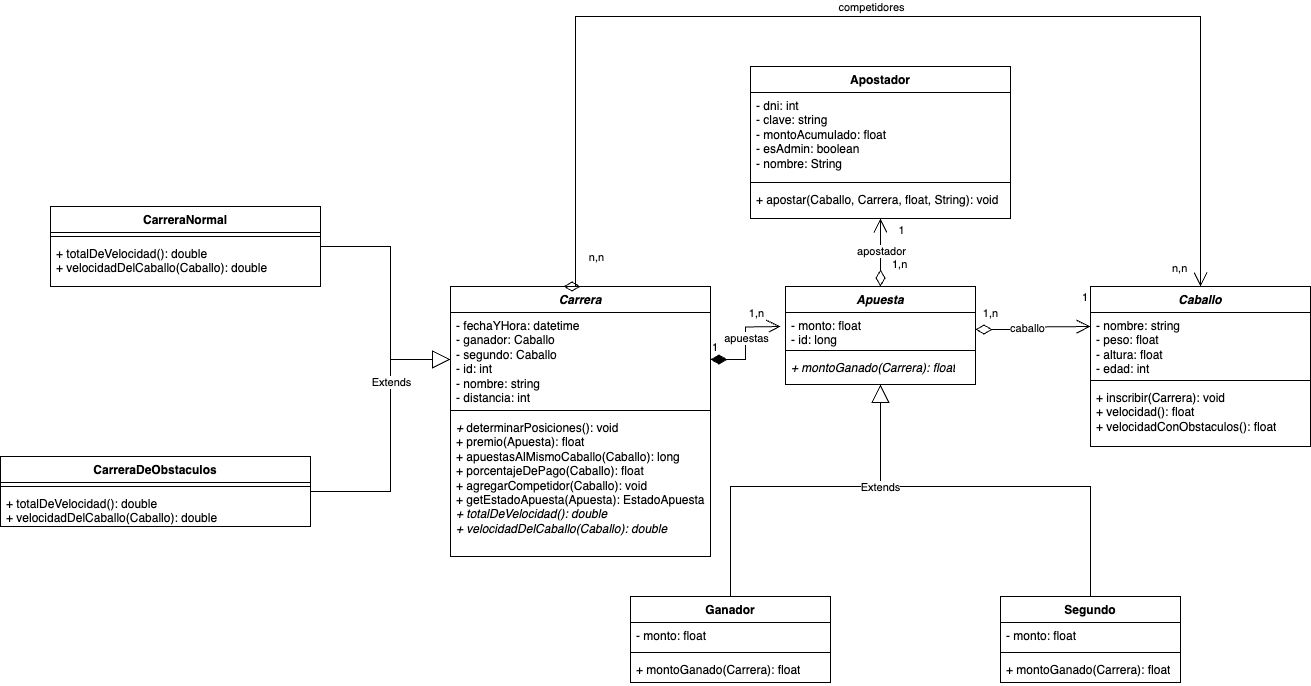 competidores
Apostador
- dni: int
- clave: string
- montoAcumulado: float
- esAdmin: boolean
- nombre: String
+ apostar(Caballo, Carrera, float, String): void
CarreraNormal
+ totalDeVelocidad(): double
+ velocidadDelCaballo(Caballo): double
1
apostador
1,n
n,n
n,n
Carrera
- fechaYHora: datetime
- ganador: Caballo
- segundo: Caballo
- id: int
- nombre: string
- distancia: int
+ determinarPosiciones(): void
+ premio(Apuesta): float
+ apuestasAlMismoCaballo(Caballo): long
+ porcentajeDePago(Caballo): float
+ agregarCompetidor(Caballo): void
+ getEstadoApuesta(Apuesta): EstadoApuesta
+ totalDeVelocidad(): double
+ velocidadDelCaballo(Caballo): double
1
apuestas
1,n
Apuesta
- monto: float
- id: long
+ montoGanado(Carrera): float
1,n
caballo
1
Caballo
- nombre: string
- peso: float
- altura: float
- edad: int
+ inscribir(Carrera): void
+ velocidad(): float
+ velocidadConObstaculos(): float
Extends
CarreraDeObstaculos
+ totalDeVelocidad(): double
+ velocidadDelCaballo(Caballo): double
Extends
Ganador
- monto: float
+ montoGanado(Carrera): float
Segundo
- monto: float
+ montoGanado(Carrera): float